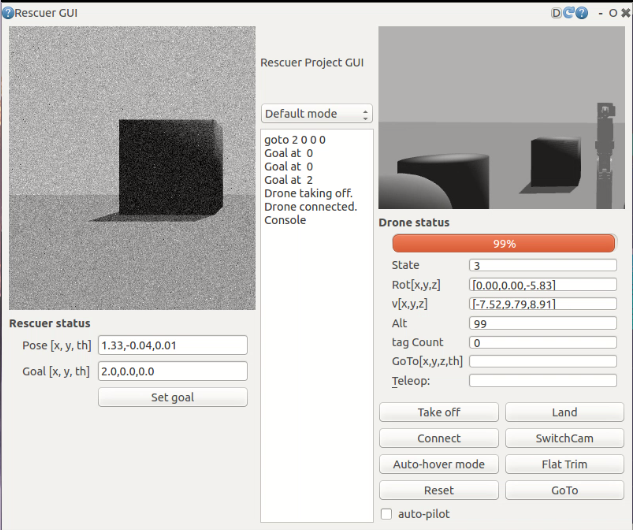 Rescuer GUI
D
- O
Rescuer Project GUI
Default mode
goto 2 0 0 0
Goal at 0
Goal at 0
Goal at 2
Drone taking off.
Drone connected.
Console
Rescuer status
Pose [x, y, th] 1.33,-0.04,0.01
Goal [x, y, th] 2.0,0.0,0.0
Set goal
Drone status
99%
State 3
Rot[x,y,z] [0.00,0.00,-5.83]
v[x,y,z] [-7.52,9.79,8.91]
Alt 99
tag Count 0
GoTo[x,y,z,th]
Teleop:
Take off Land
Connect SwitchCam
Auto-hover mode Flat Trim
Reset GoTo
auto-pilot